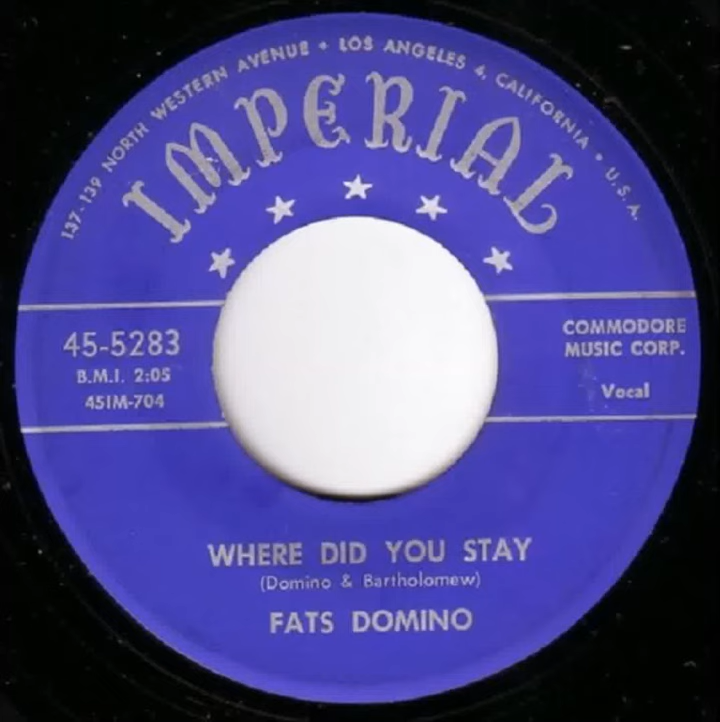 137-139 NORTH WESTERN AVENUE • LOS ANGELES 4, CALIFORNIA • U.S.A.
IMPERIAL
45-5283
B.M.I. 2:05
45IM-704
COMMODORE
MUSIC CORP.
Vocal
WHERE DID YOU STAY
(Domino & Bartholomew)
FATS DOMINO